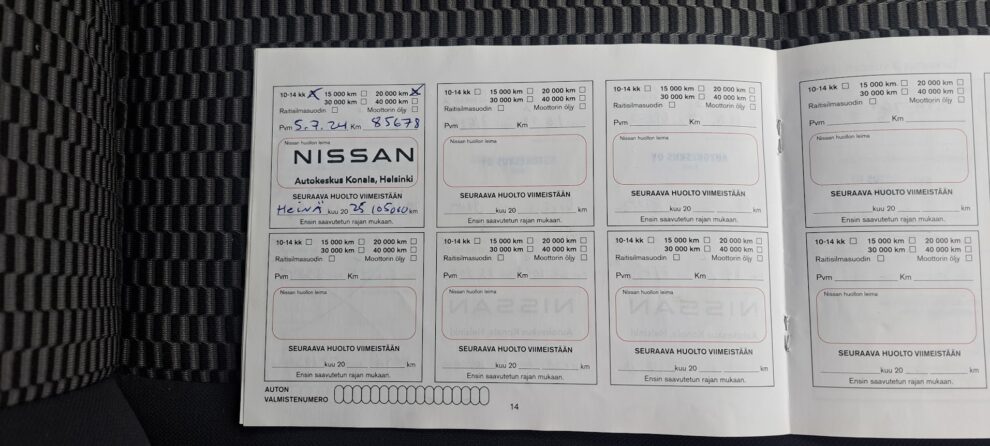 10-14 kk X 15 000 km 20 000 km X
30 000 km 40 000 km
Raitisilmasuodin Moottorin öljy
Pvm 5.7.24 Km 85678
Nissan huollon leima
NISSAN
Autokeskus Konala, Helsinki
SEURAAVA HUOLTO VIIMEISTÄÄN
Heinä kuu 20 25 105000 km
Ensin saavutetun rajan mukaan.
10-14 kk 15 000 km 20 000 km
30 000 km 40 000 km
Raitisilmasuodin Moottorin öljy
Pvm Km
Nissan huollon leima
SEURAAVA HUOLTO VIIMEISTÄÄN
kuu 20 km
Ensin saavutetun rajan mukaan.
10-14 kk 15 000 km 20 000 km
30 000 km 40 000 km
Raitisilmasuodin Moottorin öljy
Pvm Km
Nissan huollon leima
SEURAAVA HUOLTO VIIMEISTÄÄN
kuu 20 km
Ensin saavutetun rajan mukaan.
10-14 kk 15 000 km 20 000 km
30 000 km 40 000 km
Raitisilmasuodin Moottorin öljy
Pvm Km
Nissan huollon leima
SEURAAVA HUOLTO VIIMEISTÄÄN
kuu 20 km
Ensin saavutetun rajan mukaan.
10-14 kk 15 000 km 20 000 km
30 000 km 40 000 km
Raitisilmasuodin Moottorin öljy
Pvm Km
Nissan huollon leima
SEURAAVA HUOLTO VIIMEISTÄÄN
kuu 20 km
Ensin saavutetun rajan mukaan.
10-14 kk 15 000 km 20 000 km
30 000 km 40 000 km
Raitisilmasuodin Moottorin öljy
Pvm Km
Nissan huollon leima
SEURAAVA HUOLTO VIIMEISTÄÄN
kuu 20 km
Ensin saavutetun rajan mukaan.
10-14 kk 15 000 km 20 000 km
30 000 km 40 000 km
Raitisilmasuodin Moottorin öljy
Pvm Km
Nissan huollon leima
SEURAAVA HUOLTO VIIMEISTÄÄN
kuu 20 km
Ensin saavutetun rajan mukaan.
10-14 kk 15 000 km 20 000 km
30 000 km 40 000 km
Raitisilmasuodin Moottorin öljy
Pvm Km
Nissan huollon leima
SEURAAVA HUOLTO VIIMEISTÄÄN
kuu 20 km
Ensin saavutetun rajan mukaan.
AUTON
VALMISTENUMERO
14